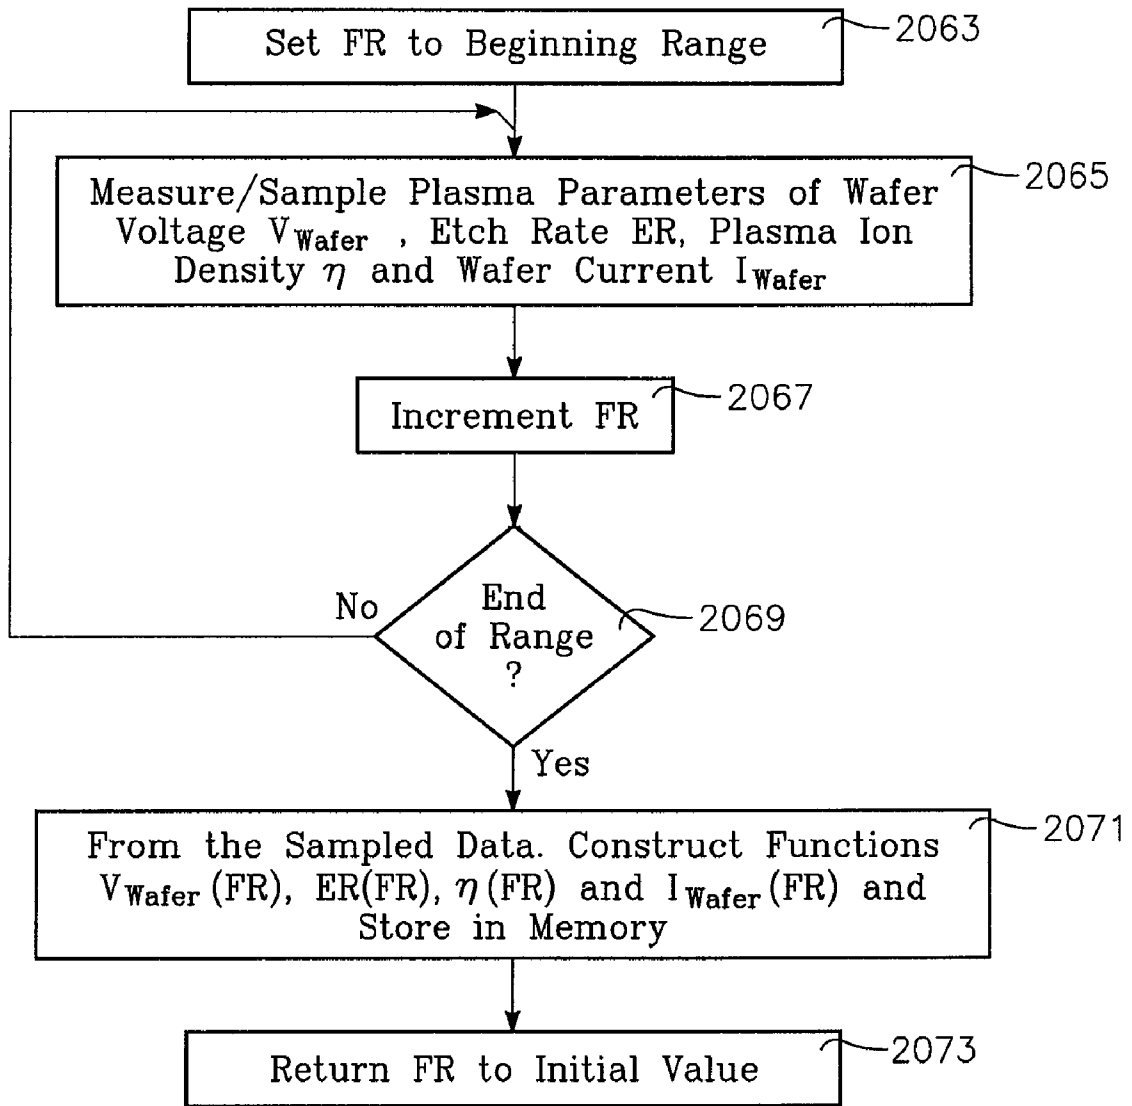 Set FR to Beginning Range
2063
Measure/Sample Plasma Parameters of Wafer
Voltage VWafer , Etch Rate ER, Plasma Ion
Density η and Wafer Current IWafer
2065
Increment FR
2067
End
of Range
?
2069
No
Yes
From the Sampled Data. Construct Functions
VWafer (FR), ER(FR), η (FR) and IWafer (FR) and
Store in Memory
2071
Return FR to Initial Value
2073